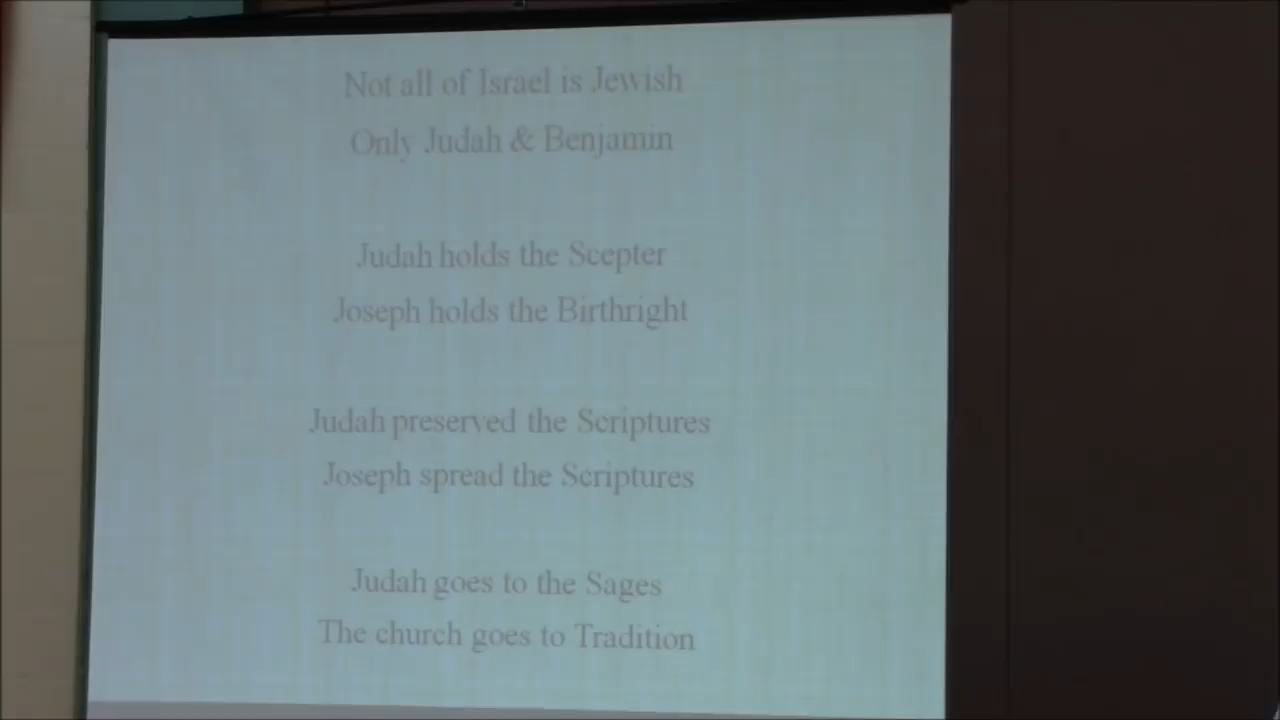 Not all of Israel is Jewish
Only Judah & Benjamin
Judah holds the Scepter
Joseph holds the Birthright
Judah preserved the Scriptures
Joseph spread the Scriptures
Judah goes to the Sages
The church goes to Tradition